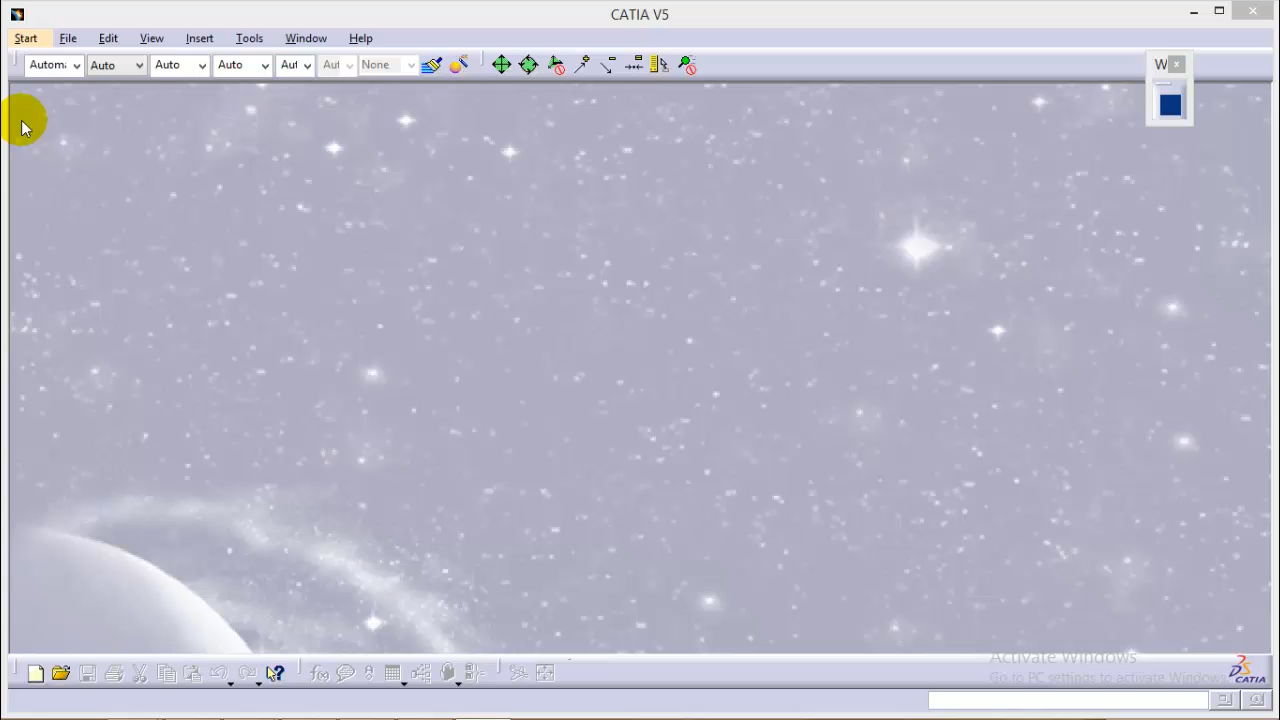 CATIA V5
Start File Edit View Insert Tools Window Help
Automa Auto Auto Auto Aut Aut None
W
Activate Windows
Go to PC settings to activate Windows
CATIA